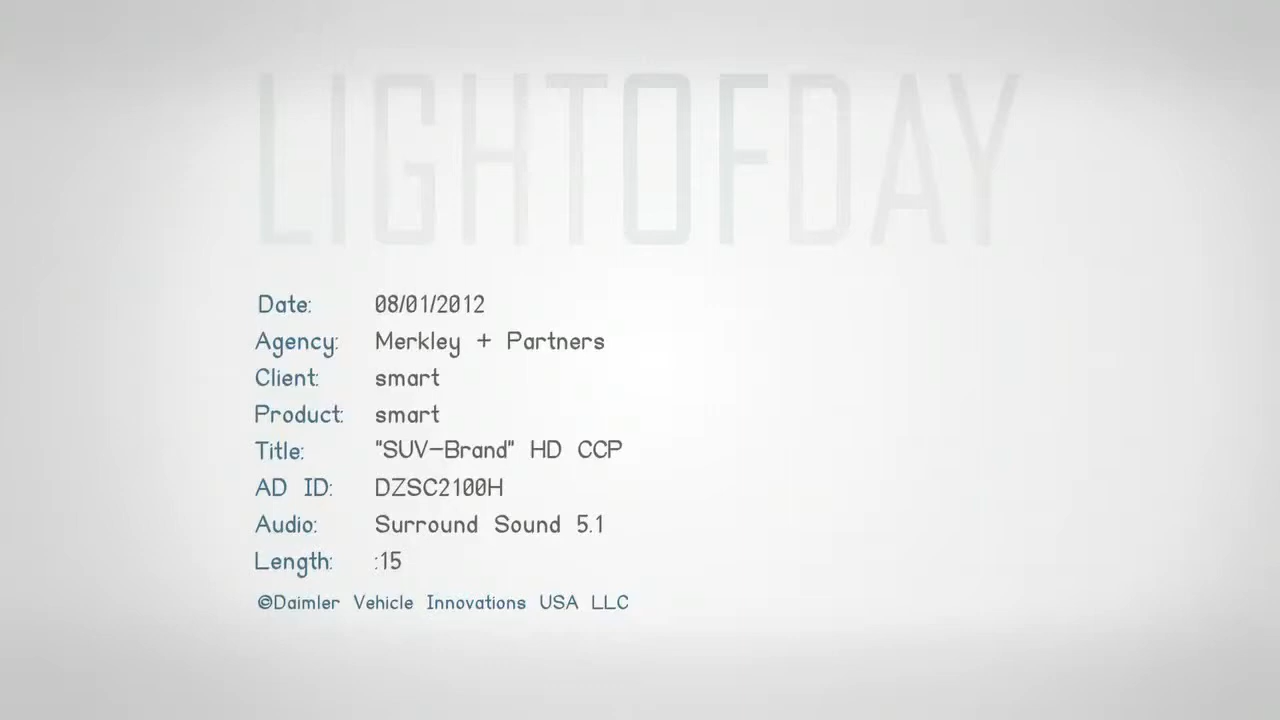 LIGHTOFDAY
Date: 08/01/2012
Agency: Merkley + Partners
Client: smart
Product: smart
Title: "SUV-Brand" HD CCP
AD ID: DZSC2100H
Audio: Surround Sound 5.1
Length: :15
©Daimler Vehicle Innovations USA LLC